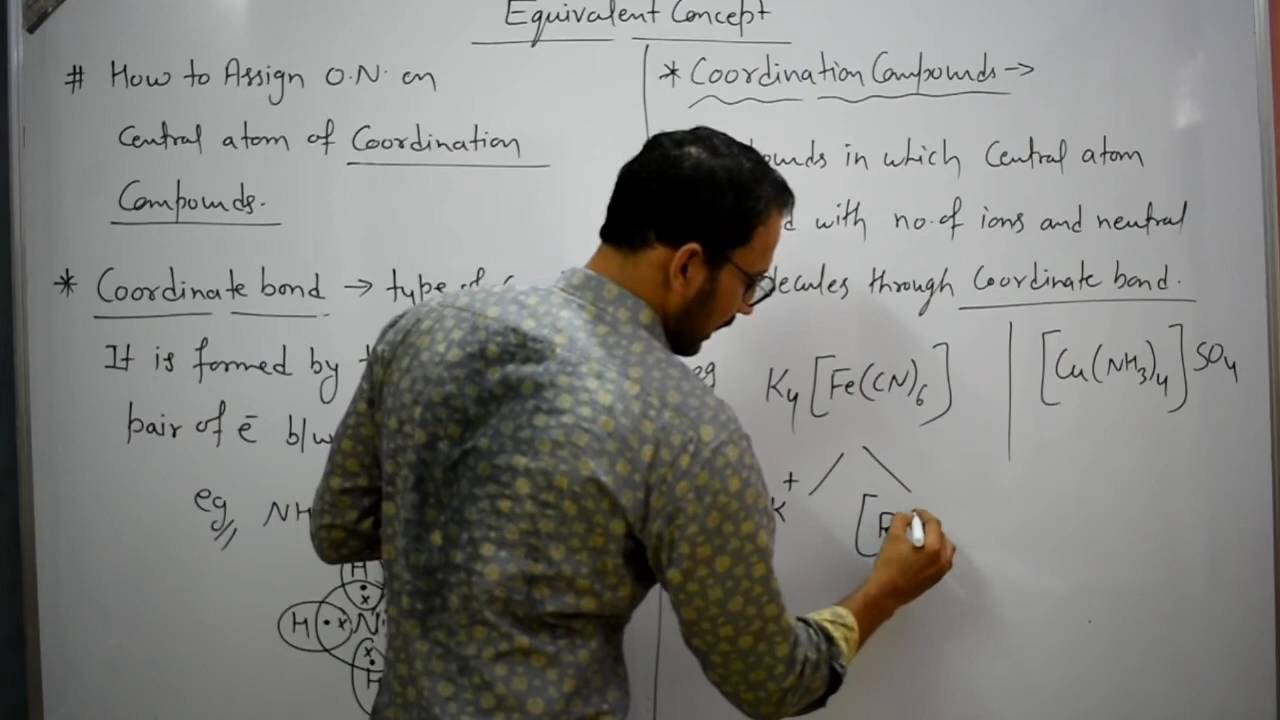 Equivalent Concept
# How to Assign O.N. on
Central atom of Coordination
Compounds.
* Coordinate bond → type of
It is formed by
pair of ē b/w
eg NH
H
H N
H
* Coordination Compounds →
in which Central atom
with no. of ions and neutral
through Coordinate bond.
eg K₄[Fe(CN)₆] [Cu(NH₃)₄]SO₄
K⁺ [F